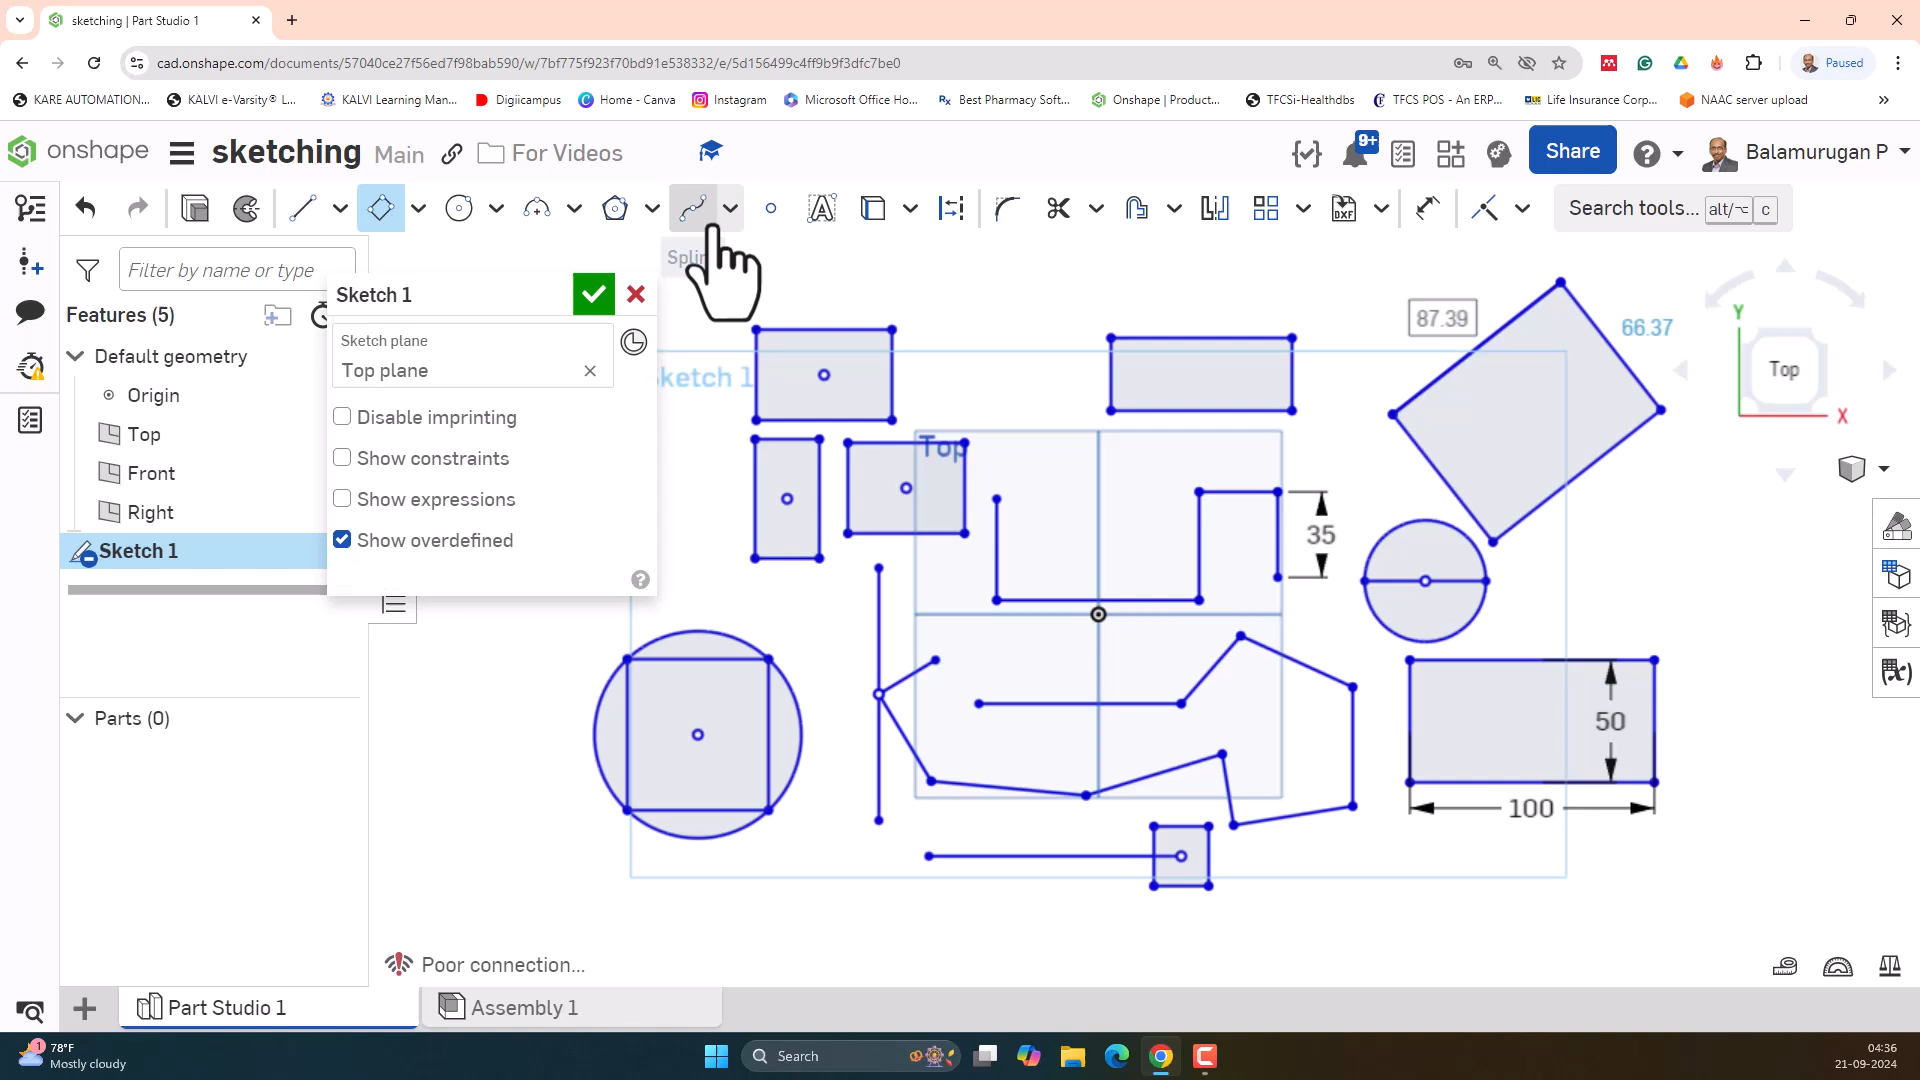 sketching | Part Studio 1
cad.onshape.com/documents/57040ce27f56ed7f98bab590/w/7bf775f923f70bd91e538332/e/5d156499c4ff9b9f3dfc7be0
Paused
KARE AUTOMATION...
KALVI e-Varsity® L...
KALVI Learning Man...
Digiicampus
Home - Canva
Instagram
Microsoft Office Ho...
Rx Best Pharmacy Soft...
Onshape | Product...
TFCSi-Healthdbs
TFCS POS - An ERP...
LIC Life Insurance Corp...
NAAC server upload
onshape
sketching
Main
For Videos
9+
Share
Balamurugan P
DXF
Search tools... alt/⌥ c
Filter by name or type
Features (5)
Default geometry
Origin
Top
Front
Right
Sketch 1
Parts (0)
Sketch 1
Sketch plane
Top plane
Disable imprinting
Show constraints
Show expressions
Show overdefined
Sketch 1
Top
87.39
66.37
Y
Top
X
35
50
100
Poor connection...
Part Studio 1
Assembly 1
1
78°F
Mostly cloudy
Search
04:36
21-09-2024